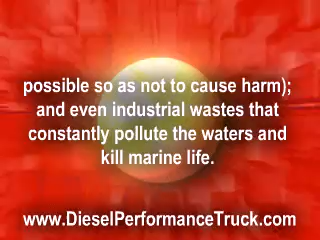 possible so as not to cause harm);
and even industrial wastes that
constantly pollute the waters and
kill marine life.
www.DieselPerformanceTruck.com